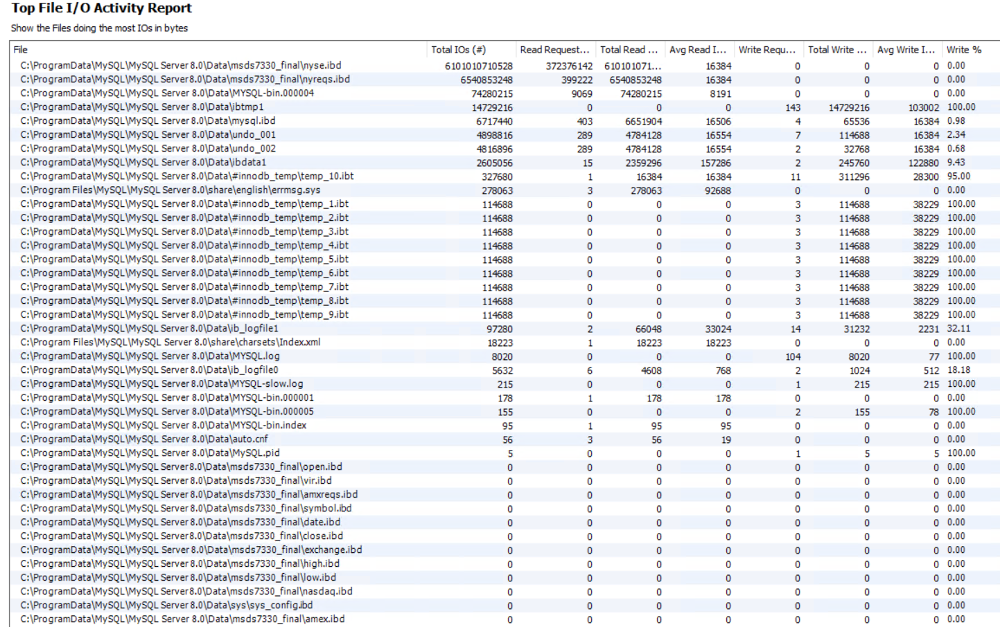 Top File I/O Activity Report
Show the Files doing the most IOs in bytes
File Total IOs (#) Read Request... Total Read ... Avg Read I... Write Requ... Total Write ... Avg Write I... Write %
C:\ProgramData\MySQL\MySQL Server 8.0\Data\msds7330_final\nyse.ibd 6101010710528 372376142 610101071... 16384 0 0 0 0.00
C:\ProgramData\MySQL\MySQL Server8.0\Data\msds7330_final\nyreqs.ibd 6540853248 399222 6540853248 16384 0 0 0 0.00
C:\ProgramData\MySQL\MySQL Server 8.0\Data\MYSQL-bin.000004 74280215 9069 74280215 8191 0 0 0 0.00
C:\ProgramData\MySQL\MySQL Server 8.0\Data\ibtmp1 14729216 0 0 0 143 14729216 103002 100.00
C:\ProgramData\MySQL\MySQL Server 8.0\Data\mysql.ibd 6717440 403 6651904 16506 4 65536 16384 0.98
C:\ProgramData\MySQL\MySQL Server 8.0\Data\undo_001 4898816 289 4784128 16554 7 114688 16384 2.34
C:\ProgramData\MySQL\MySQL Server 8.0\Data\undo_002 4816896 289 4784128 16554 2 32768 16384 0.68
C:\ProgramData\MySQL\MySQL Server 8.0\Data\ibdata1 2605056 15 2359296 157286 2 245760 122880 9.43
C:\ProgramData\MySQL\MySQL Server 8.0\Data\#innodb_temp\temp_10.ibt 327680 1 16384 16384 11 311296 28300 95.00
C:\Program Files\MySQL\MySQL Server 8.0\share\english\errmsg.sys 278063 3 278063 92688 0 0 0 0.00
C:\ProgramData\MySQL\MySQL Server 8.0\Data\#innodb_temp\temp_1.ibt 114688 0 0 0 3 114688 38229 100.00
C:\ProgramData\MySQL\MySQL Server 8.0\Data\#innodb_temp\temp_2.ibt 114688 0 0 0 3 114688 38229 100.00
C:\ProgramData\MySQL\MySQL Server 8.0\Data\#innodb_temp\temp_3.ibt 114688 0 0 0 3 114688 38229 100.00
C:\ProgramData\MySQL\MySQL Server 8.0\Data\#innodb_temp\temp_4.ibt 114688 0 0 0 3 114688 38229 100.00
C:\ProgramData\MySQL\MySQL Server 8.0\Data\#innodb_temp\temp_5.ibt 114688 0 0 0 3 114688 38229 100.00
C:\ProgramData\MySQL\MySQL Server 8.0\Data\#innodb_temp\temp_6.ibt 114688 0 0 0 3 114688 38229 100.00
C:\ProgramData\MySQL\MySQL Server 8.0\Data\#innodb_temp\temp_7.ibt 114688 0 0 0 3 114688 38229 100.00
C:\ProgramData\MySQL\MySQL Server 8.0\Data\#innodb_temp\temp_8.ibt 114688 0 0 0 3 114688 38229 100.00
C:\ProgramData\MySQL\MySQL Server 8.0\Data\#innodb_temp\temp_9.ibt 114688 0 0 0 3 114688 38229 100.00
C:\ProgramData\MySQL\MySQL Server 8.0\Data\ib_logfile1 97280 2 66048 33024 14 31232 2231 32.11
C:\Program Files\MySQL\MySQL Server 8.0\share\charsets\Index.xml 18223 1 18223 18223 0 0 0 0.00
C:\ProgramData\MySQL\MySQL Server 8.0\Data\MYSQL.log 8020 0 0 0 104 8020 77 100.00
C:\ProgramData\MySQL\MySQL Server 8.0\Data\ib_logfile0 5632 6 4608 768 2 1024 512 18.18
C:\ProgramData\MySQL\MySQL Server 8.0\Data\MYSQL-slow.log 215 0 0 0 1 215 215 100.00
C:\ProgramData\MySQL\MySQL Server 8.0\Data\MYSQL-bin.000001 178 1 178 178 0 0 0 0.00
C:\ProgramData\MySQL\MySQL Server 8.0\Data\MYSQL-bin.000005 155 0 0 0 2 155 78 100.00
C:\ProgramData\MySQL\MySQL Server 8.0\Data\MYSQL-bin.index 95 1 95 95 0 0 0 0.00
C:\ProgramData\MySQL\MySQL Server 8.0\Data\auto.cnf 56 3 56 19 0 0 0 0.00
C:\ProgramData\MySQL\MySQL Server 8.0\Data\MySQL.pid 5 0 0 0 1 5 5 100.00
C:\ProgramData\MySQL\MySQL Server8.0\Data\msds7330_final\open.ibd 0 0 0 0 0 0 0 0.00
C:\ProgramData\MySQL\MySQL Server 8.0\Data\msds7330_final\vir.ibd 0 0 0 0 0 0 0 0.00
C:\ProgramData\MySQL\MySQL Server 8.0\Data\msds7330_final\amxreqs.ibd 0 0 0 0 0 0 0 0.00
C:\ProgramData\MySQL\MySQL Server8.0\Data\msds7330_final\symbol.ibd 0 0 0 0 0 0 0 0.00
C:\ProgramData\MySQL\MySQL Server 8.0\Data\msds7330_final\date.ibd 0 0 0 0 0 0 0 0.00
C:\ProgramData\MySQL\MySQL Server8.0\Data\msds7330_final\close.ibd 0 0 0 0 0 0 0 0.00
C:\ProgramData\MySQL\MySQL Server 8.0\Data\msds7330_final\exchange.ibd 0 0 0 0 0 0 0 0.00
C:\ProgramData\MySQL\MySQL Server 8.0\Data\msds7330_final\high.ibd 0 0 0 0 0 0 0 0.00
C:\ProgramData\MySQL\MySQL Server 8.0\Data\msds7330_final\low.ibd 0 0 0 0 0 0 0 0.00
C:\ProgramData\MySQL\MySQL Server8.0\Data\msds7330_final\nasdaq.ibd 0 0 0 0 0 0 0 0.00
C:\ProgramData\MySQL\MySQL Server 8.0\Data\sys\sys_config.ibd 0 0 0 0 0 0 0 0.00
C:\ProgramData\MySQL\MySQL Server 8.0\Data\msds7330_final\amex.ibd 0 0 0 0 0 0 0 0.00